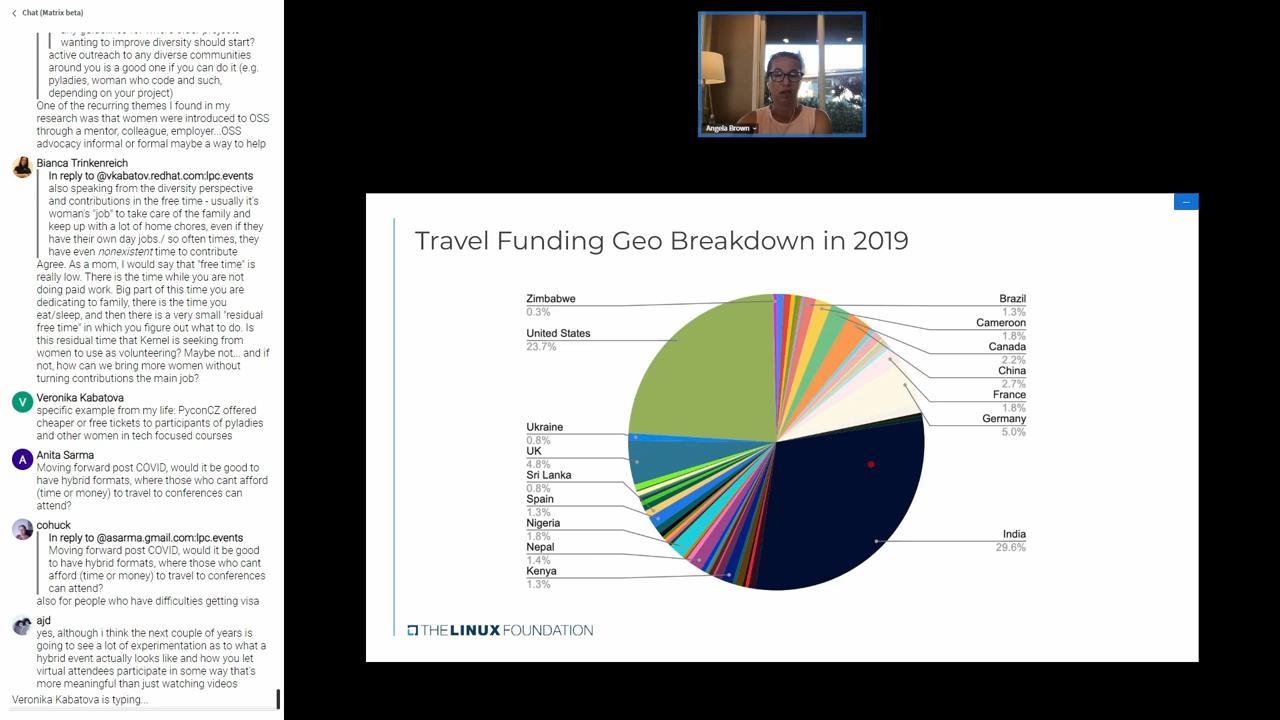 Chat (Matrix beta)
wanting to improve diversity should start?
active outreach to any diverse communities
around you is a good one if you can do it (e.g.
pyladies, woman who code and such,
depending on your project)
One of the recurring themes I found in my
research was that women were introduced to OSS
through a mentor, colleague, employer...OSS
advocacy informal or formal maybe a way to help
Bianca Trinkenreich
In reply to @vkabatov.redhat.com:lpc.events
also speaking from the diversity perspective
and contributions in the free time - usually it's
woman's "job" to take care of the family and
keep up with a lot of home chores, even if they
have their own day jobs./ so often times, they
have even nonexistent time to contribute
Agree. As a mom, I would say that "free time" is
really low. There is the time while you are not
doing paid work. Big part of this time you are
dedicating to family, there is the time you
eat/sleep, and then there is a very small "residual
free time" in which you figure out what to do. Is
this residual time that Kernel is seeking from
women to use as volunteering? Maybe not... and if
not, how can we bring more women without
turning contributions the main job?
V
Veronika Kabatova
specific example from my life: PyconCZ offered
cheaper or free tickets to participants of pyladies
and other women in tech focused courses
A
Anita Sarma
Moving forward post COVID, would it be good to
have hybrid formats, where those who cant afford
(time or money) to travel to conferences can
attend?
cohuck
In reply to @asarma.gmail.com:lpc.events
Moving forward post COVID, would it be good
to have hybrid formats, where those who cant
afford (time or money) to travel to conferences
can attend?
also for people who have difficulties getting visa
ajd
yes, although i think the next couple of years is
going to see a lot of experimentation as to what a
hybrid event actually looks like and how you let
virtual attendees participate in some way that's
more meaningful than just watching videos
Veronika Kabatova is typing...
Angela Brown
Travel Funding Geo Breakdown in 2019
Zimbabwe
0.3%
United States
23.7%
Ukraine
0.8%
UK
4.8%
Sri Lanka
0.8%
Spain
1.3%
Nigeria
1.8%
Nepal
1.4%
Kenya
1.3%
Brazil
1.3%
Cameroon
1.8%
Canada
2.2%
China
2.7%
France
1.8%
Germany
5.0%
India
29.6%
THE LINUX FOUNDATION